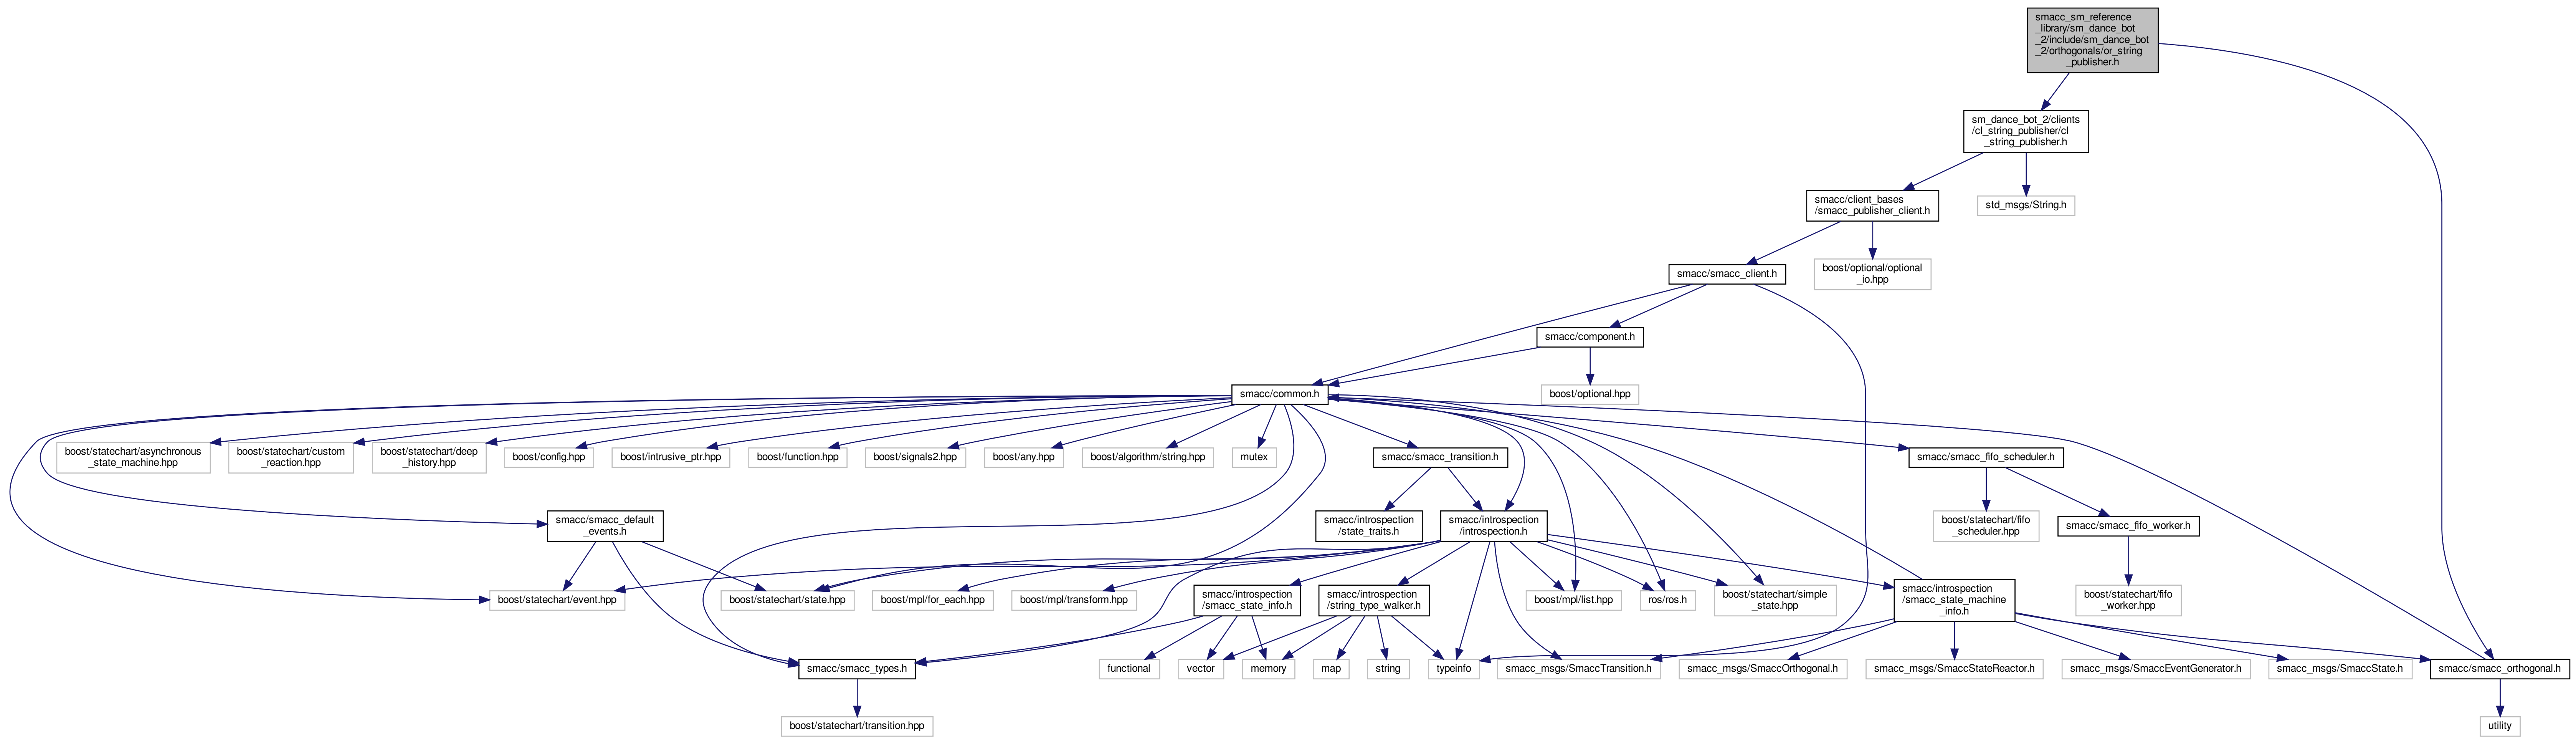 smacc_sm_reference
_library/sm_dance_bot
_2/include/sm_dance_bot
_2/orthogonals/or_string
_publisher.h
sm_dance_bot_2/clients
/cl_string_publisher/cl
_string_publisher.h
smacc/client_bases
/smacc_publisher_client.h
std_msgs/String.h
smacc/smacc_client.h
boost/optional/optional
_io.hpp
smacc/component.h
smacc/common.h
boost/optional.hpp
boost/statechart/asynchronous
_state_machine.hpp
boost/statechart/custom
_reaction.hpp
boost/statechart/deep
_history.hpp
boost/config.hpp
boost/intrusive_ptr.hpp
boost/function.hpp
boost/signals2.hpp
boost/any.hpp
boost/algorithm/string.hpp
mutex
smacc/smacc_transition.h
smacc/smacc_fifo_scheduler.h
smacc/smacc_default
_events.h
smacc/introspection
/state_traits.h
smacc/introspection
/introspection.h
boost/statechart/fifo
_scheduler.hpp
smacc/smacc_fifo_worker.h
boost/statechart/event.hpp
boost/statechart/state.hpp
boost/mpl/for_each.hpp
boost/mpl/transform.hpp
smacc/introspection
/smacc_state_info.h
smacc/introspection
/string_type_walker.h
boost/mpl/list.hpp
ros/ros.h
boost/statechart/simple
_state.hpp
smacc/introspection
/smacc_state_machine
_info.h
boost/statechart/fifo
_worker.hpp
smacc/smacc_types.h
functional
vector
memory
map
string
typeinfo
smacc_msgs/SmaccTransition.h
smacc_msgs/SmaccOrthogonal.h
smacc_msgs/SmaccStateReactor.h
smacc_msgs/SmaccEventGenerator.h
smacc_msgs/SmaccState.h
smacc/smacc_orthogonal.h
boost/statechart/transition.hpp
utility